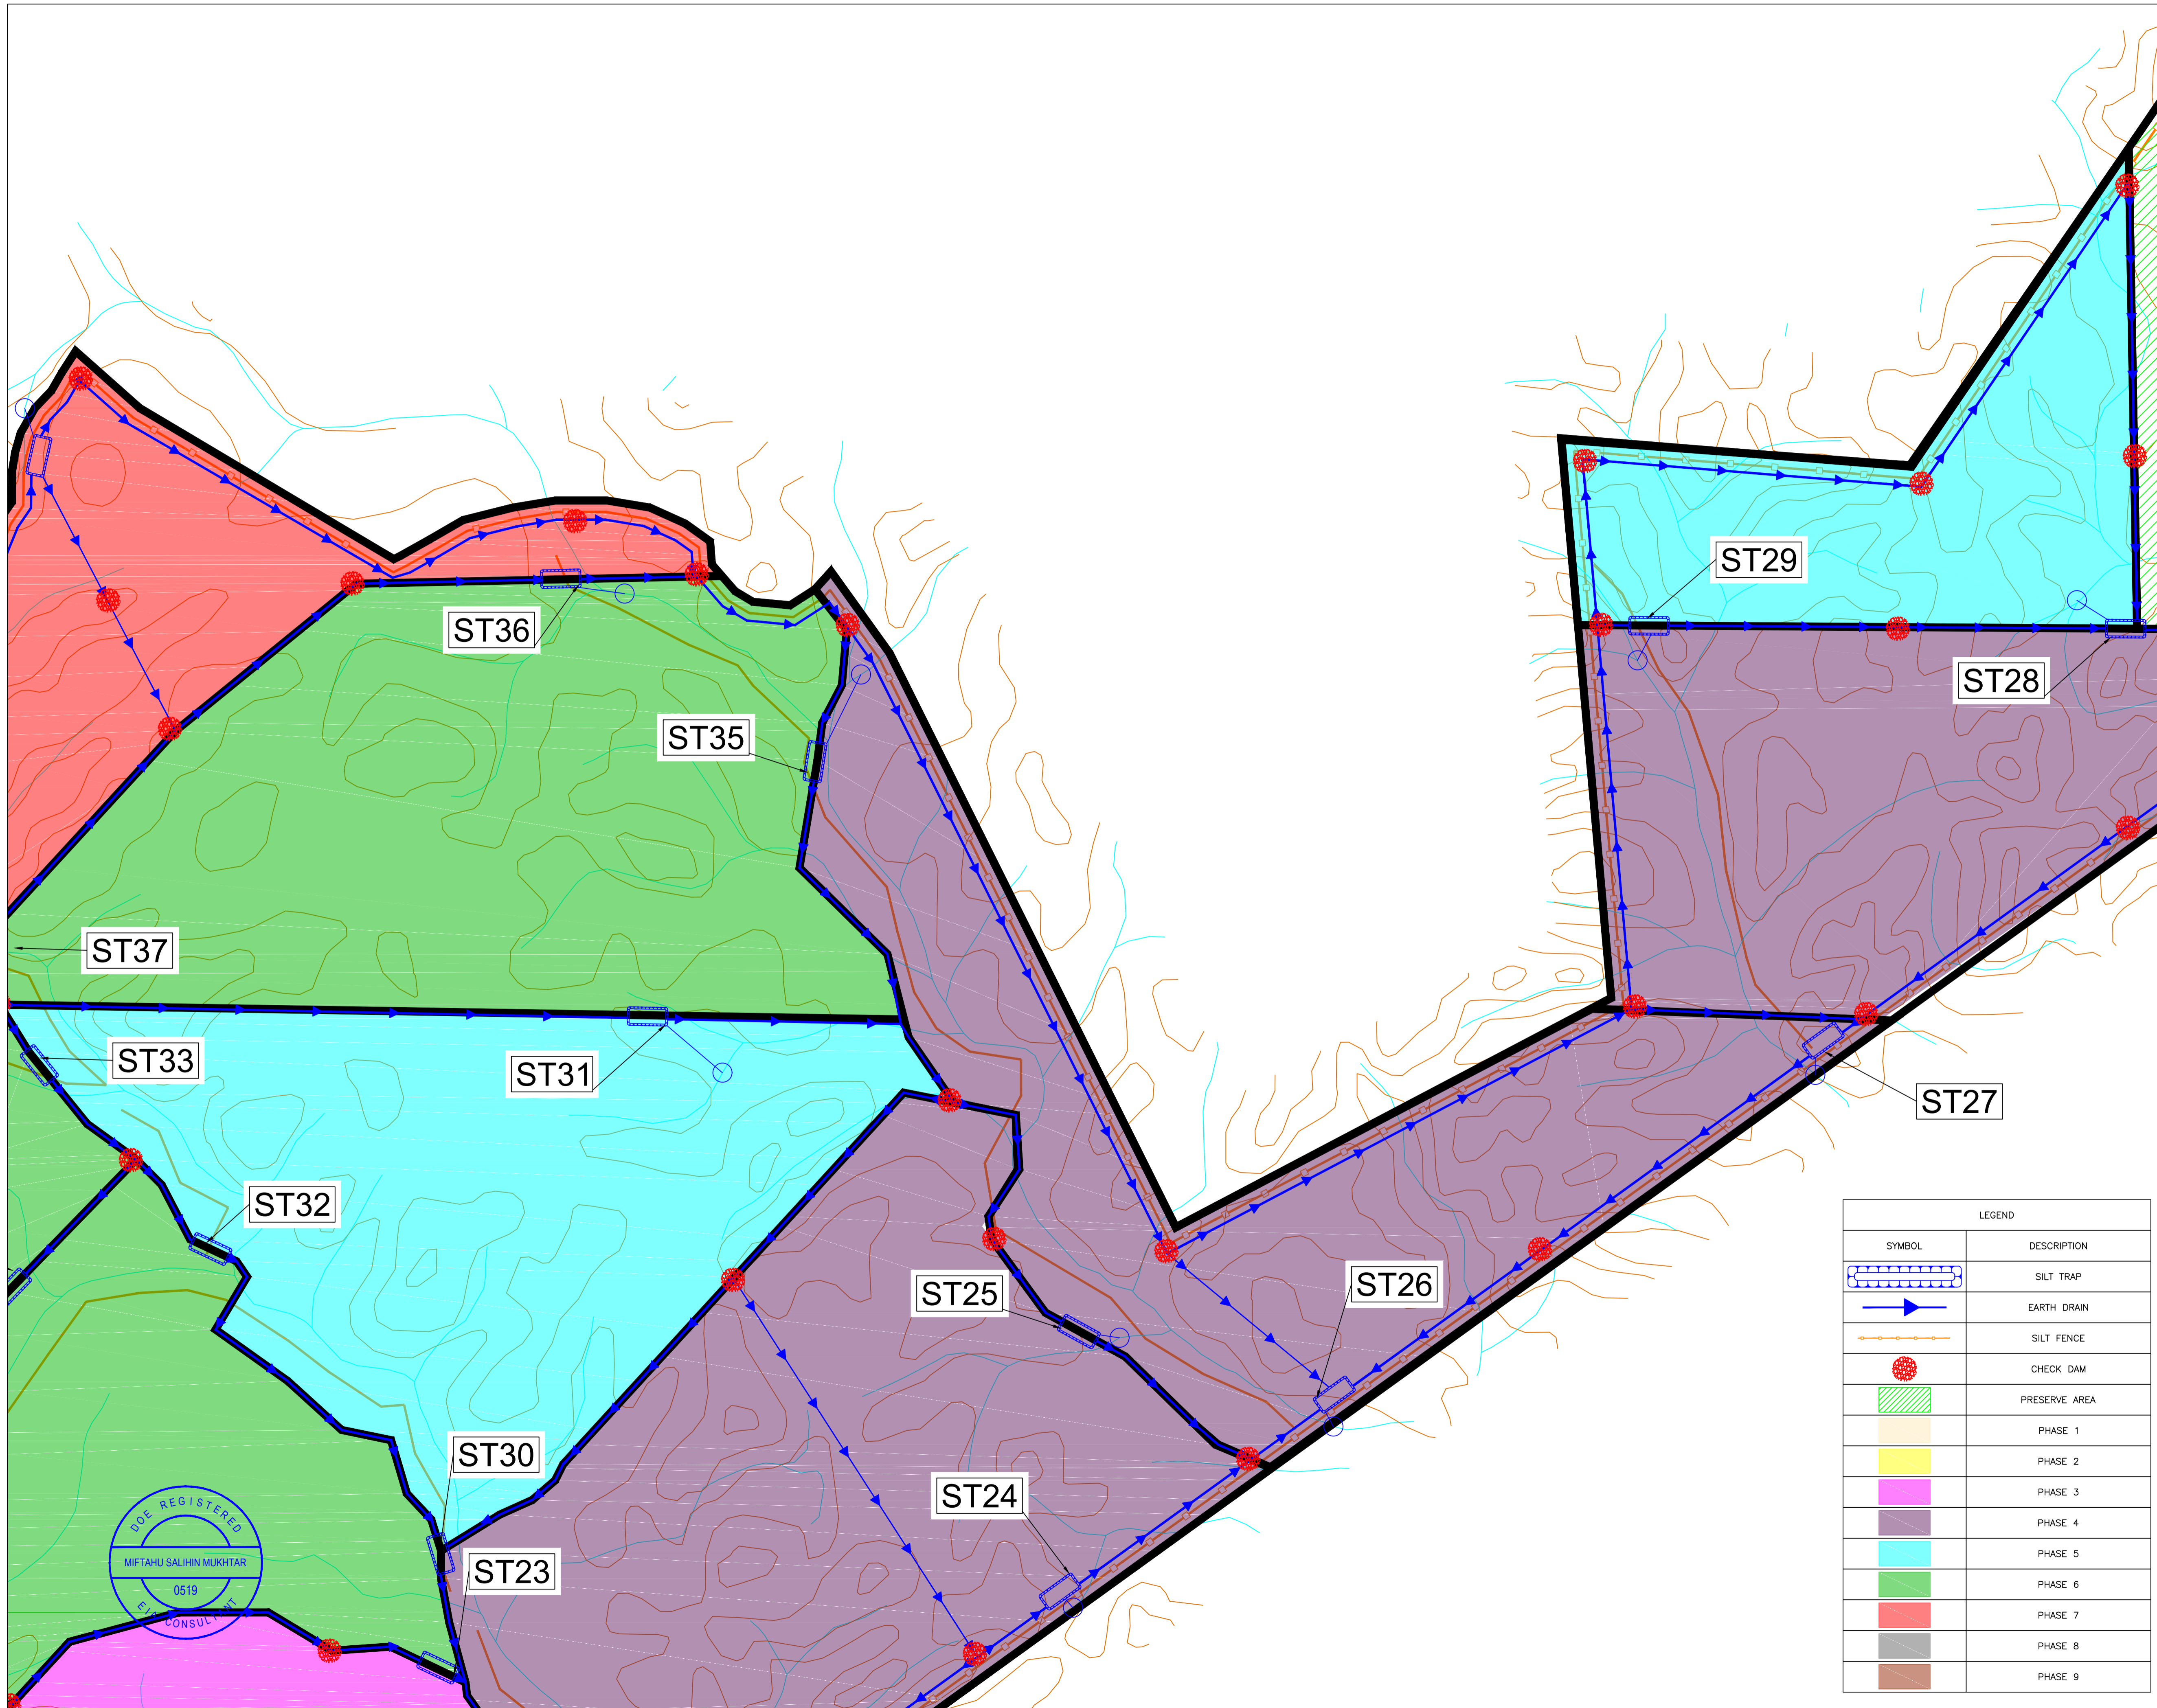 ST29
ST36
ST28
ST35
ST37
ST33
ST31
ST27
ST32
ST26
ST25
ST30
ST24
ST23
DOE REGISTERED
MIFTAHU SALIHIN MUKHTAR
0519
EIA CONSULTANT
LEGEND
SYMBOL DESCRIPTION
SILT TRAP
EARTH DRAIN
SILT FENCE
CHECK DAM
PRESERVE AREA
PHASE 1
PHASE 2
PHASE 3
PHASE 4
PHASE 5
PHASE 6
PHASE 7
PHASE 8
PHASE 9